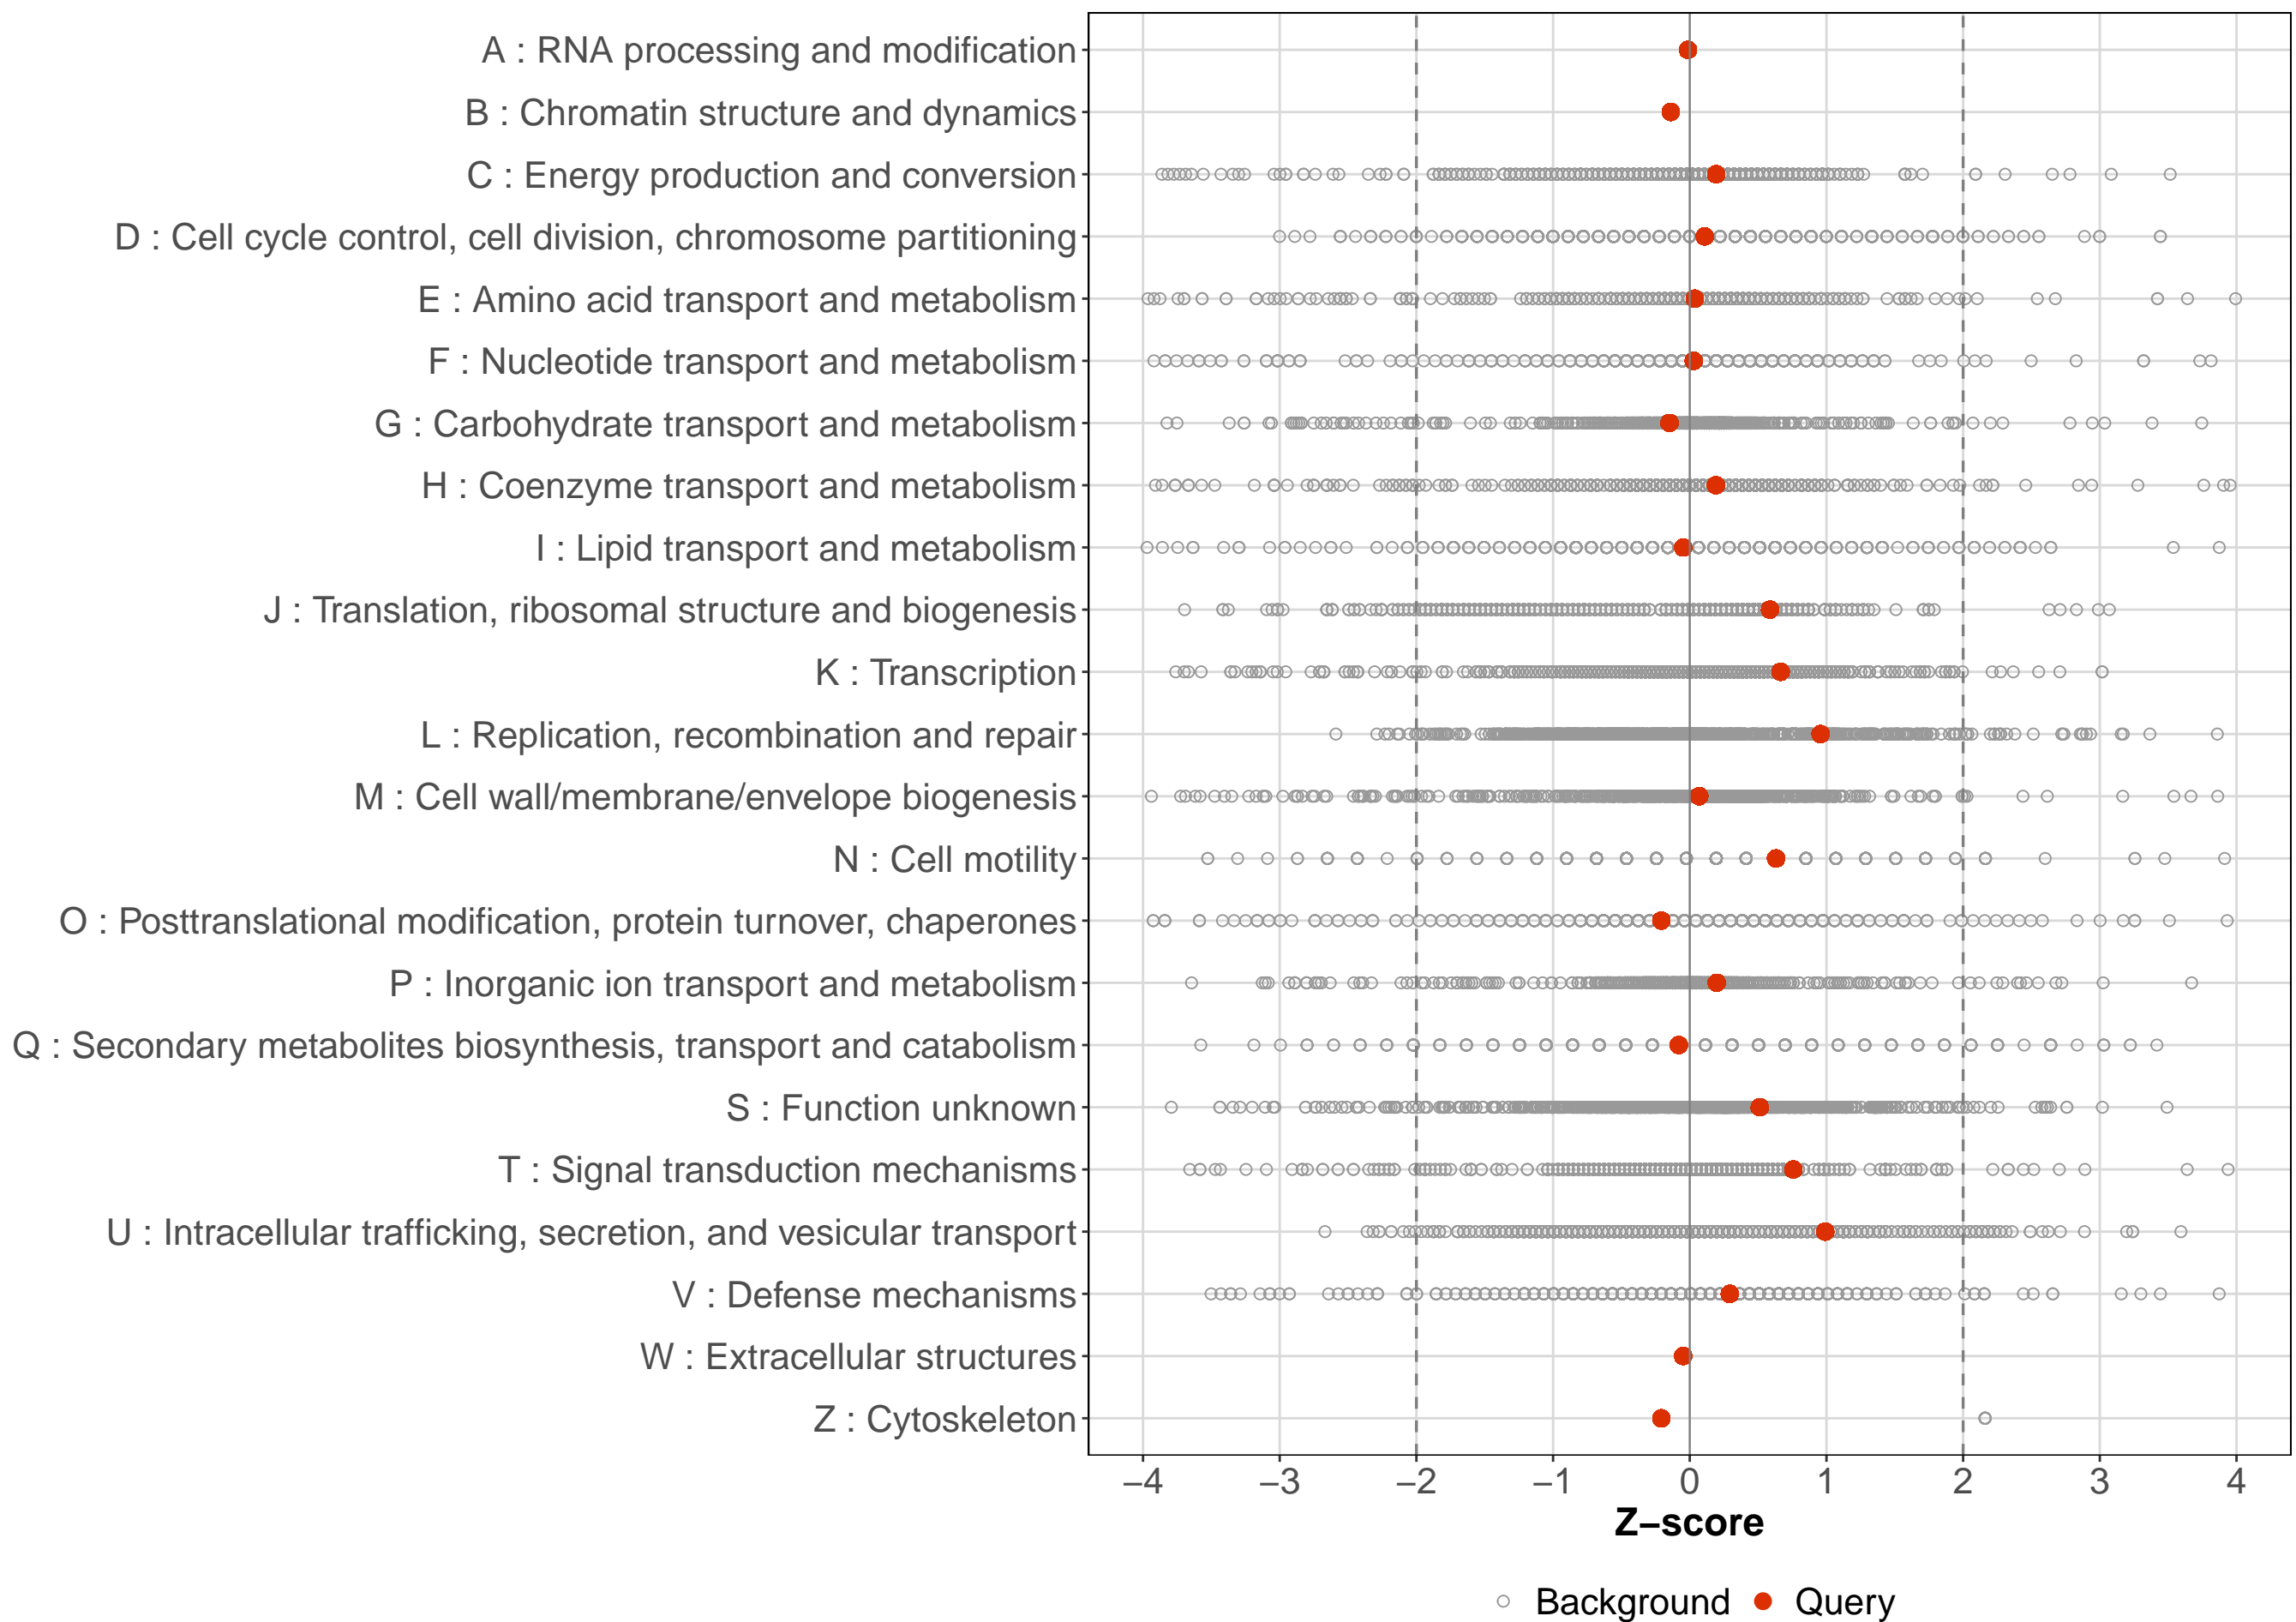 A : RNA processing and modification
B : Chromatin structure and dynamics
C : Energy production and conversion
D : Cell cycle control, cell division, chromosome partitioning
E : Amino acid transport and metabolism
F : Nucleotide transport and metabolism
G : Carbohydrate transport and metabolism
H : Coenzyme transport and metabolism
I : Lipid transport and metabolism
J : Translation, ribosomal structure and biogenesis
K : Transcription
L : Replication, recombination and repair
M : Cell wall/membrane/envelope biogenesis
N : Cell motility
O : Posttranslational modification, protein turnover, chaperones
P : Inorganic ion transport and metabolism
Q : Secondary metabolites biosynthesis, transport and catabolism
S : Function unknown
T : Signal transduction mechanisms
U : Intracellular trafficking, secretion, and vesicular transport
V : Defense mechanisms
W : Extracellular structures
Z : Cytoskeleton
−4 −3 −2 −1 0 1 2 3 4
Z−score
Background Query